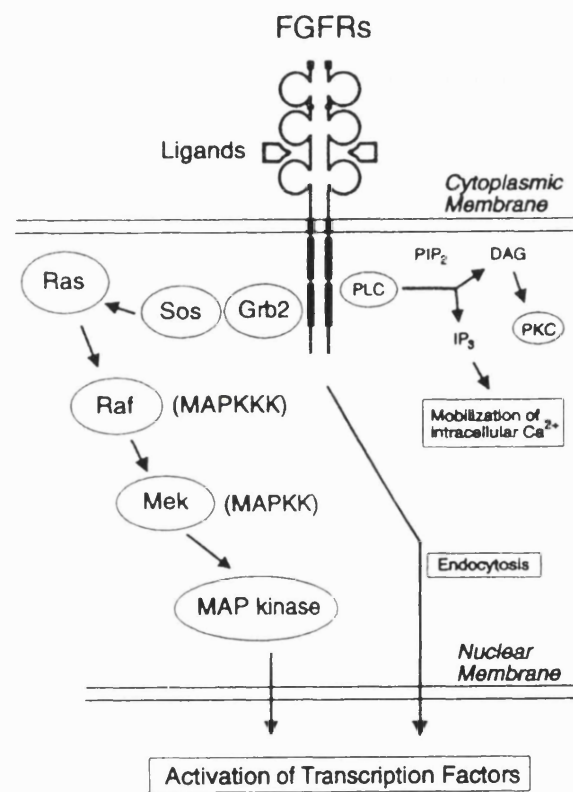 FGFRs
Ligands
Cytoplasmic
Membrane
Ras
Sos
Grb2
PLC
PIP2
DAG
IP3
PKC
Raf
(MAPKKK)
Mobilization of
intracellular Ca2+
Mek
(MAPKK)
Endocytosis
MAP kinase
Nuclear
Membrane
Activation of Transcription Factors